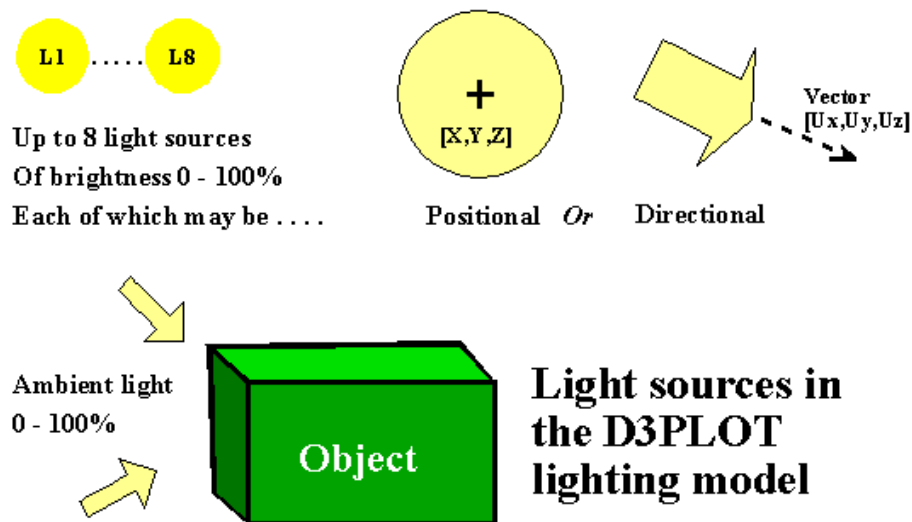 L1 ..... L8
Up to 8 light sources
Of brightness 0 - 100%
Each of which may be ....
[X,Y,Z]
Positional Or Directional
Vector
[Ux,Uy,Uz]
Ambient light
0 - 100%
Object
Light sources in
the D3PLOT
lighting model